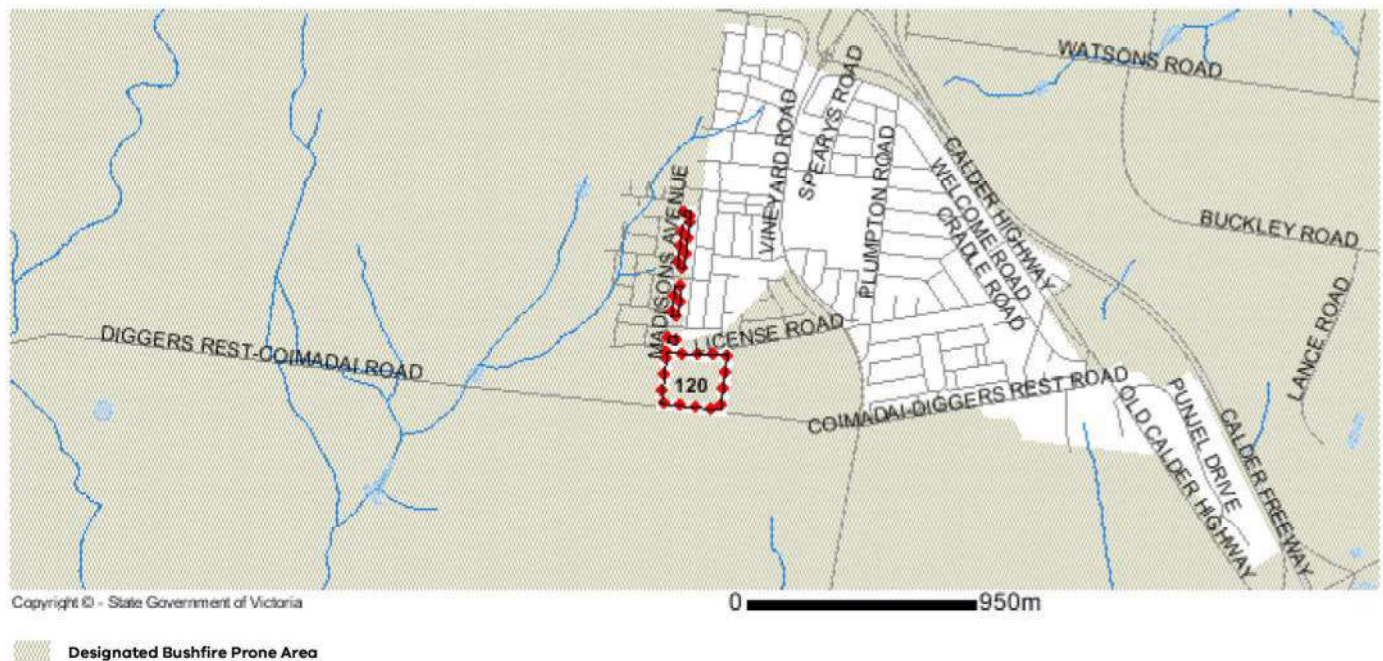 WATSONS ROAD
SPEARYS ROAD
VINEYARD ROAD
PLUMPTON ROAD
CALDER HIGHWAY
WELCOME ROAD
CRADLE ROAD
BUCKLEY ROAD
MADISONS AVENUE
LANCE ROAD
DIGGERS REST-COIMADAI ROAD
LICENSE ROAD
120
COIMADAI-DIGGERS REST ROAD
PUNJEL DRIVE
OLD CALDER HIGHWAY
CALDER FREEWAY
Copyright © - State Government of Victoria
0 950m
Designated Bushfire Prone Area